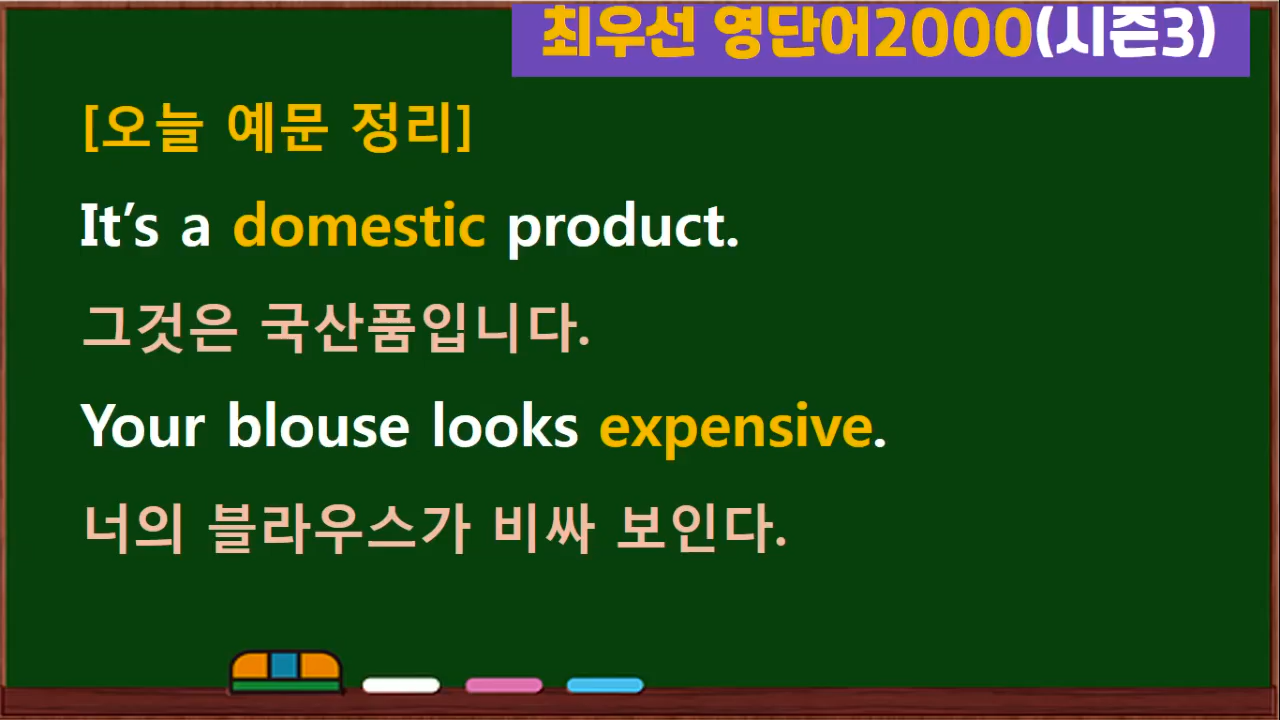 최우선 영단어2000(시즌3)
[오늘 예문 정리]
It's a domestic product.
그것은 국산품입니다.
Your blouse looks expensive.
너의 블라우스가 비싸 보인다.